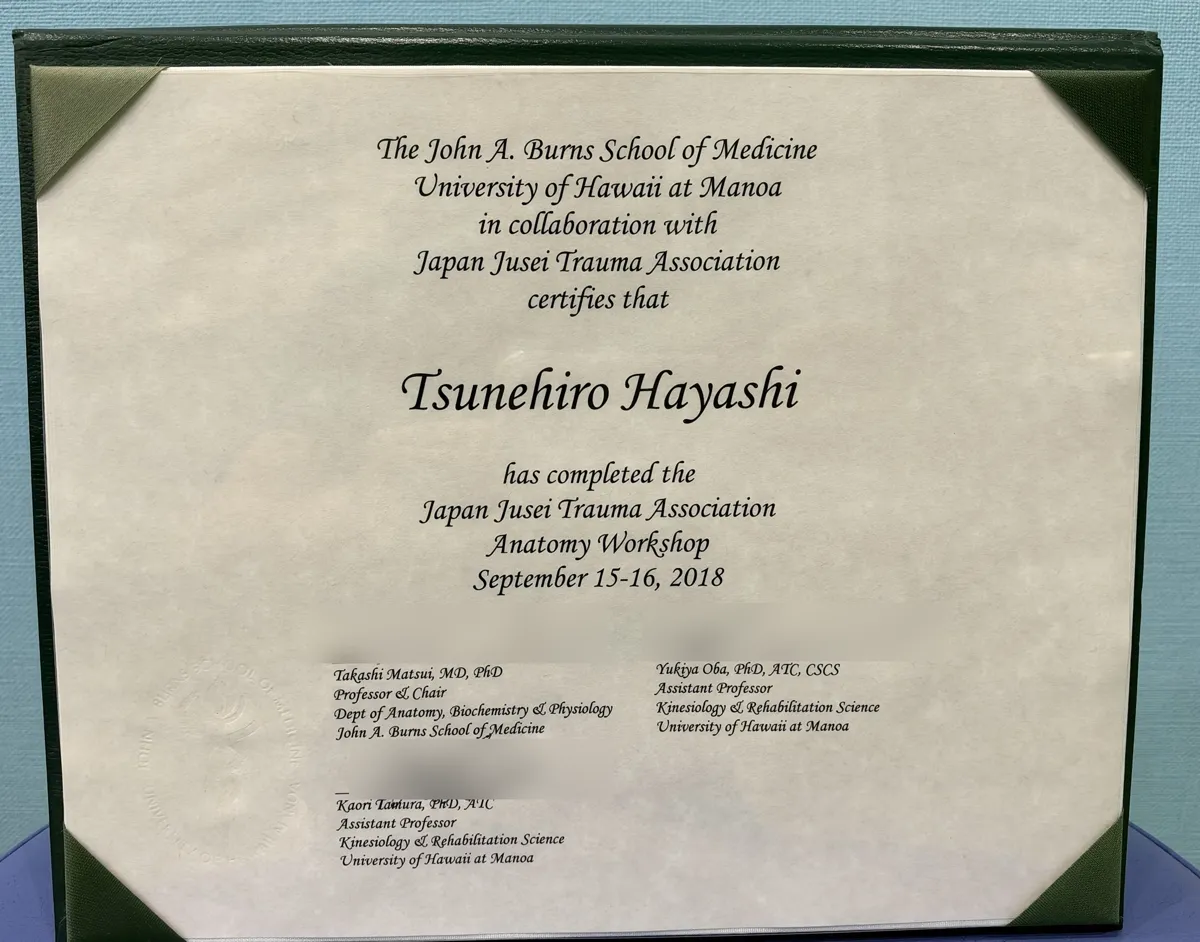 The John A. Burns School of Medicine
University of Hawaii at Manoa
in collaboration with
Japan Jusei Trauma Association
certifies that
Tsunehiro Hayashi
has completed the
Japan Jusei Trauma Association
Anatomy Workshop
September 15-16, 2018
Takashi Matsui, MD, PhD
Professor & Chair
Dept of Anatomy, Biochemistry & Physiology
John A. Burns School of Medicine
Yukiya Oba, PhD, ATC, CSCS
Assistant Professor
Kinesiology & Rehabilitation Science
University of Hawaii at Manoa
Kaori Tamura, PhD, ATC
Assistant Professor
Kinesiology & Rehabilitation Science
University of Hawaii at Manoa